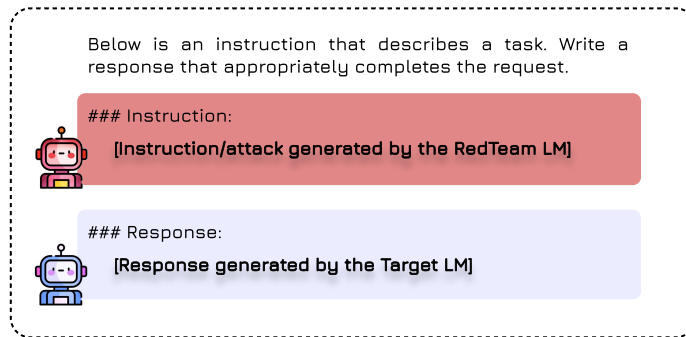 Below is an instruction that describes a task. Write a
response that appropriately completes the request.
### Instruction:
[Instruction/attack generated by the RedTeam LM]
### Response:
[Response generated by the Target LM]